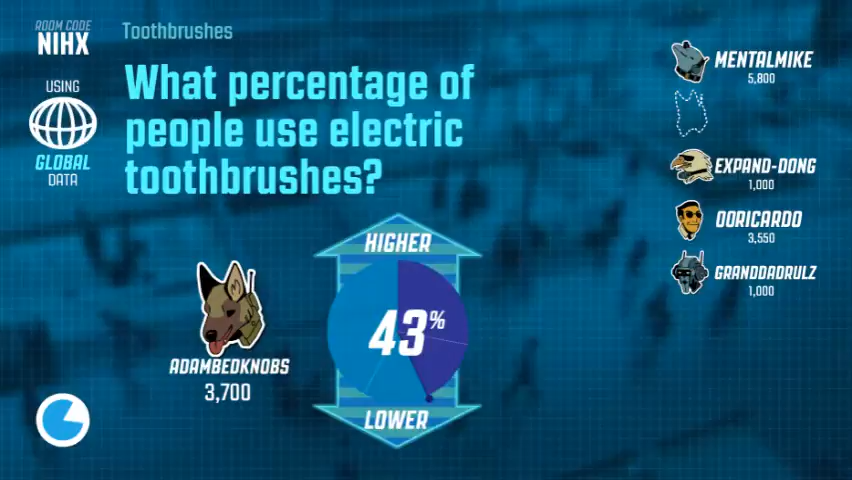 ROOM CODE
NIHX
USING
GLOBAL
DATA
Toothbrushes
What percentage of
people use electric
toothbrushes?
HIGHER
43%
LOWER
ADAMBEDKNOBS
3,700
MENTALMIKE
5,800
EXPAND-DONG
1,000
OORICARDO
3,550
GRANDDADRULZ
1,000